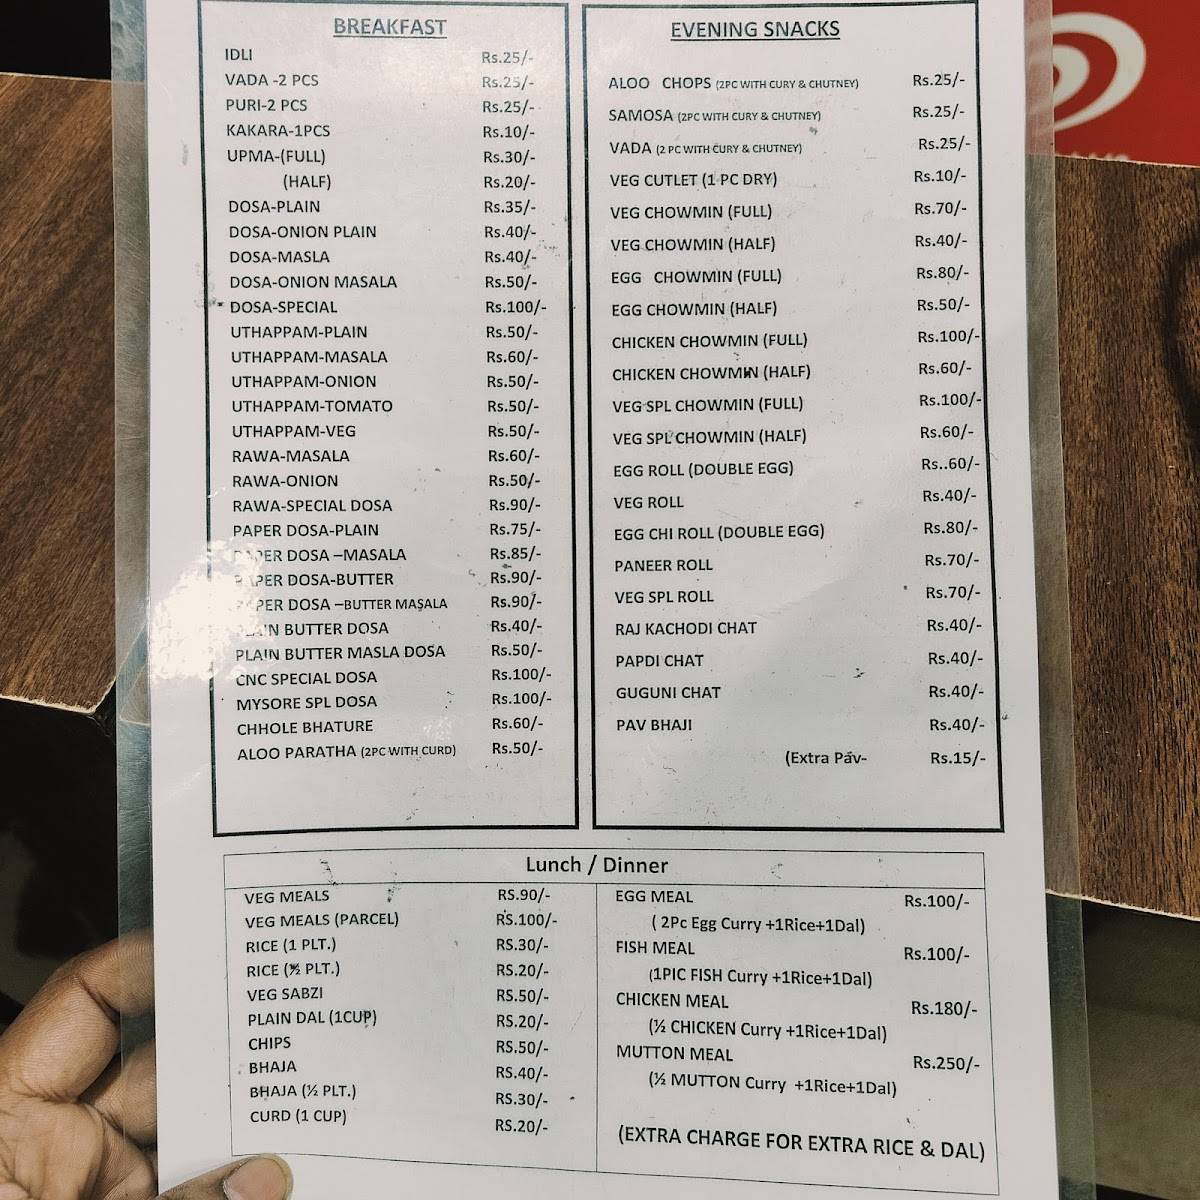 BREAKFAST
IDLI Rs.25/-
VADA -2 PCS Rs.25/-
PURI-2 PCS Rs.25/-
KAKARA-1PCS Rs.10/-
UPMA-(FULL) Rs.30/-
(HALF) Rs.20/-
DOSA-PLAIN Rs.35/-
DOSA-ONION PLAIN Rs.40/-
DOSA-MASLA Rs.40/-
DOSA-ONION MASALA Rs.50/-
DOSA-SPECIAL Rs.100/-
UTHAPPAM-PLAIN Rs.50/-
UTHAPPAM-MASALA Rs.60/-
UTHAPPAM-ONION Rs.50/-
UTHAPPAM-TOMATO Rs.50/-
UTHAPPAM-VEG Rs.50/-
RAWA-MASALA Rs.60/-
RAWA-ONION Rs.50/-
RAWA-SPECIAL DOSA Rs.90/-
PAPER DOSA-PLAIN Rs.75/-
PAPER DOSA –MASALA Rs.85/-
PAPER DOSA-BUTTER Rs.90/-
PAPER DOSA –BUTTER MASALA Rs.90/-
PLAIN BUTTER DOSA Rs.40/-
PLAIN BUTTER MASLA DOSA Rs.50/-
CNC SPECIAL DOSA Rs.100/-
MYSORE SPL DOSA Rs.100/-
CHHOLE BHATURE Rs.60/-
ALOO PARATHA (2PC WITH CURD) Rs.50/-
EVENING SNACKS
ALOO CHOPS (2PC WITH CURY & CHUTNEY) Rs.25/-
SAMOSA (2PC WITH CURY & CHUTNEY) Rs.25/-
VADA (2 PC WITH CURY & CHUTNEY) Rs.25/-
VEG CUTLET (1 PC DRY) Rs.10/-
VEG CHOWMIN (FULL) Rs.70/-
VEG CHOWMIN (HALF) Rs.40/-
EGG CHOWMIN (FULL) Rs.80/-
EGG CHOWMIN (HALF) Rs.50/-
CHICKEN CHOWMIN (FULL) Rs.100/-
CHICKEN CHOWMIN (HALF) Rs.60/-
VEG SPL CHOWMIN (FULL) Rs.100/-
VEG SPL CHOWMIN (HALF) Rs.60/-
EGG ROLL (DOUBLE EGG) Rs..60/-
VEG ROLL Rs.40/-
EGG CHI ROLL (DOUBLE EGG) Rs.80/-
PANEER ROLL Rs.70/-
VEG SPL ROLL Rs.70/-
RAJ KACHODI CHAT Rs.40/-
PAPDI CHAT Rs.40/-
GUGUNI CHAT Rs.40/-
PAV BHAJI Rs.40/-
(Extra Pav- Rs.15/-
Lunch / Dinner
VEG MEALS RS.90/-
VEG MEALS (PARCEL) RS.100/-
RICE (1 PLT.) RS.30/-
RICE (½ PLT.) RS.20/-
VEG SABZI RS.50/-
PLAIN DAL (1CUP) RS.20/-
CHIPS RS.50/-
BHAJA RS.40/-
BHAJA (½ PLT.) RS.30/-
CURD (1 CUP) RS.20/-
EGG MEAL Rs.100/-
( 2Pc Egg Curry +1Rice+1Dal)
FISH MEAL Rs.100/-
(1PIC FISH Curry +1Rice+1Dal)
CHICKEN MEAL Rs.180/-
(½ CHICKEN Curry +1Rice+1Dal)
MUTTON MEAL Rs.250/-
(½ MUTTON Curry +1Rice+1Dal)
(EXTRA CHARGE FOR EXTRA RICE & DAL)